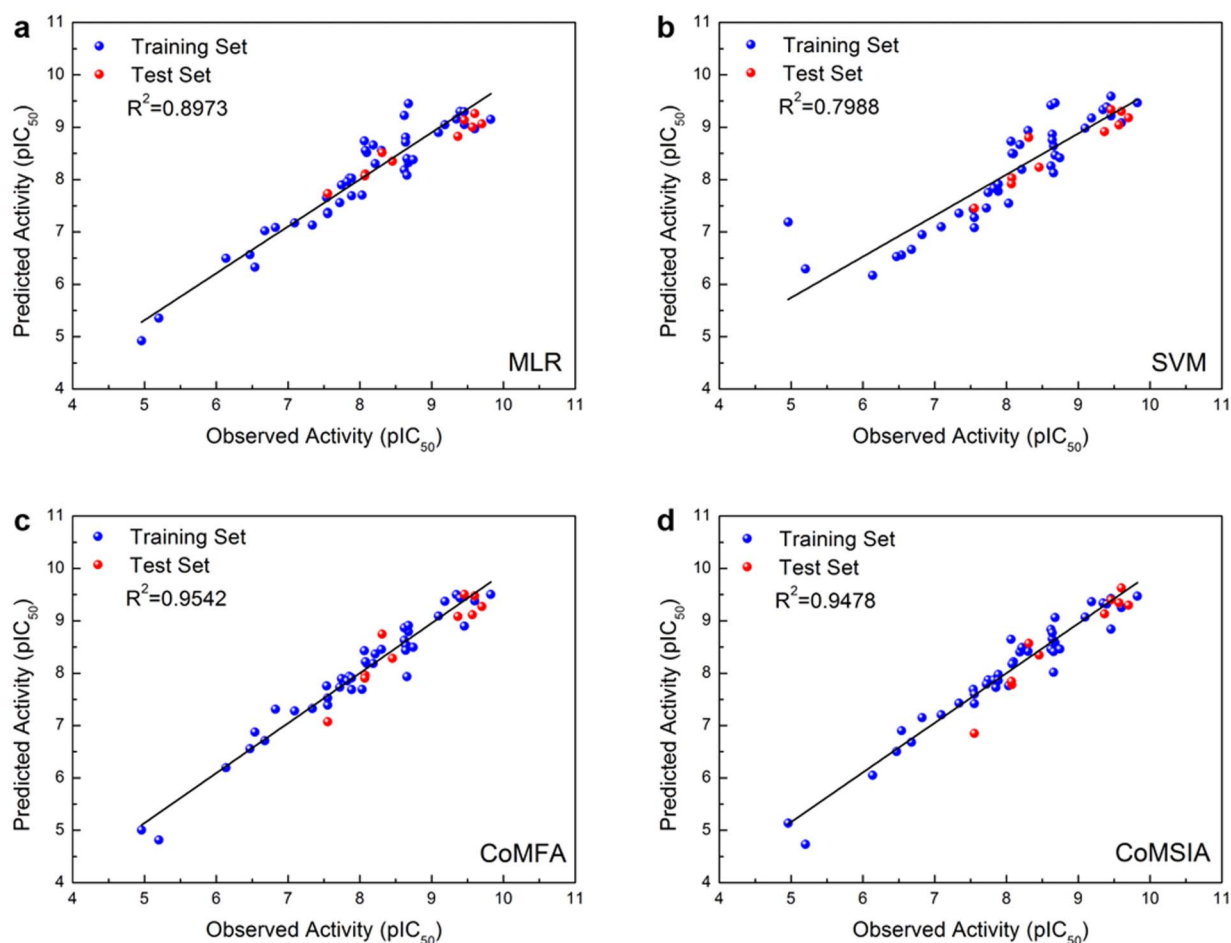 a
Training Set
Test Set
R²=0.8973
11
10
9
8
7
6
5
4
Predicted Activity (pIC₅₀)
MLR
4 5 6 7 8 9 10 11
Observed Activity (pIC₅₀)
b
Training Set
Test Set
R²=0.7988
11
10
9
8
7
6
5
4
Predicted Activity (pIC₅₀)
SVM
4 5 6 7 8 9 10 11
Observed Activity (pIC₅₀)
c
Training Set
Test Set
R²=0.9542
11
10
9
8
7
6
5
4
Predicted Activity (pIC₅₀)
CoMFA
4 5 6 7 8 9 10 11
Observed Activity (pIC₅₀)
d
Training Set
Test Set
R²=0.9478
11
10
9
8
7
6
5
4
Predicted Activity (pIC₅₀)
CoMSIA
4 5 6 7 8 9 10 11
Observed Activity (pIC₅₀)